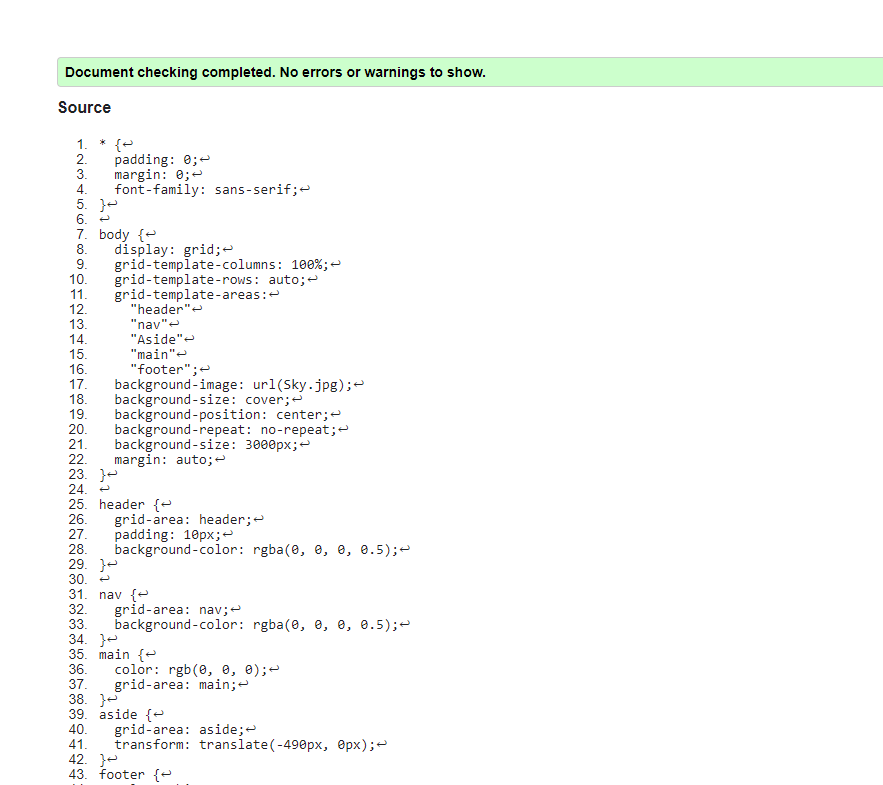 Document checking completed. No errors or warnings to show.
Source
1. * {↩
2.   padding: 0;↩
3.   margin: 0;↩
4.   font-family: sans-serif;↩
5. }↩
6. ↩
7. body {↩
8.   display: grid;↩
9.   grid-template-columns: 100%;↩
10.   grid-template-rows: auto;↩
11.   grid-template-areas:↩
12.     "header"↩
13.     "nav"↩
14.     "Aside"↩
15.     "main"↩
16.     "footer";↩
17.   background-image: url(Sky.jpg);↩
18.   background-size: cover;↩
19.   background-position: center;↩
20.   background-repeat: no-repeat;↩
21.   background-size: 3000px;↩
22.   margin: auto;↩
23. }↩
24. ↩
25. header {↩
26.   grid-area: header;↩
27.   padding: 10px;↩
28.   background-color: rgba(0, 0, 0, 0.5);↩
29. }↩
30. ↩
31. nav {↩
32.   grid-area: nav;↩
33.   background-color: rgba(0, 0, 0, 0.5);↩
34. }↩
35. main {↩
36.   color: rgb(0, 0, 0);↩
37.   grid-area: main;↩
38. }↩
39. aside {↩
40.   grid-area: aside;↩
41.   transform: translate(-490px, 0px);↩
42. }↩
43. footer {↩